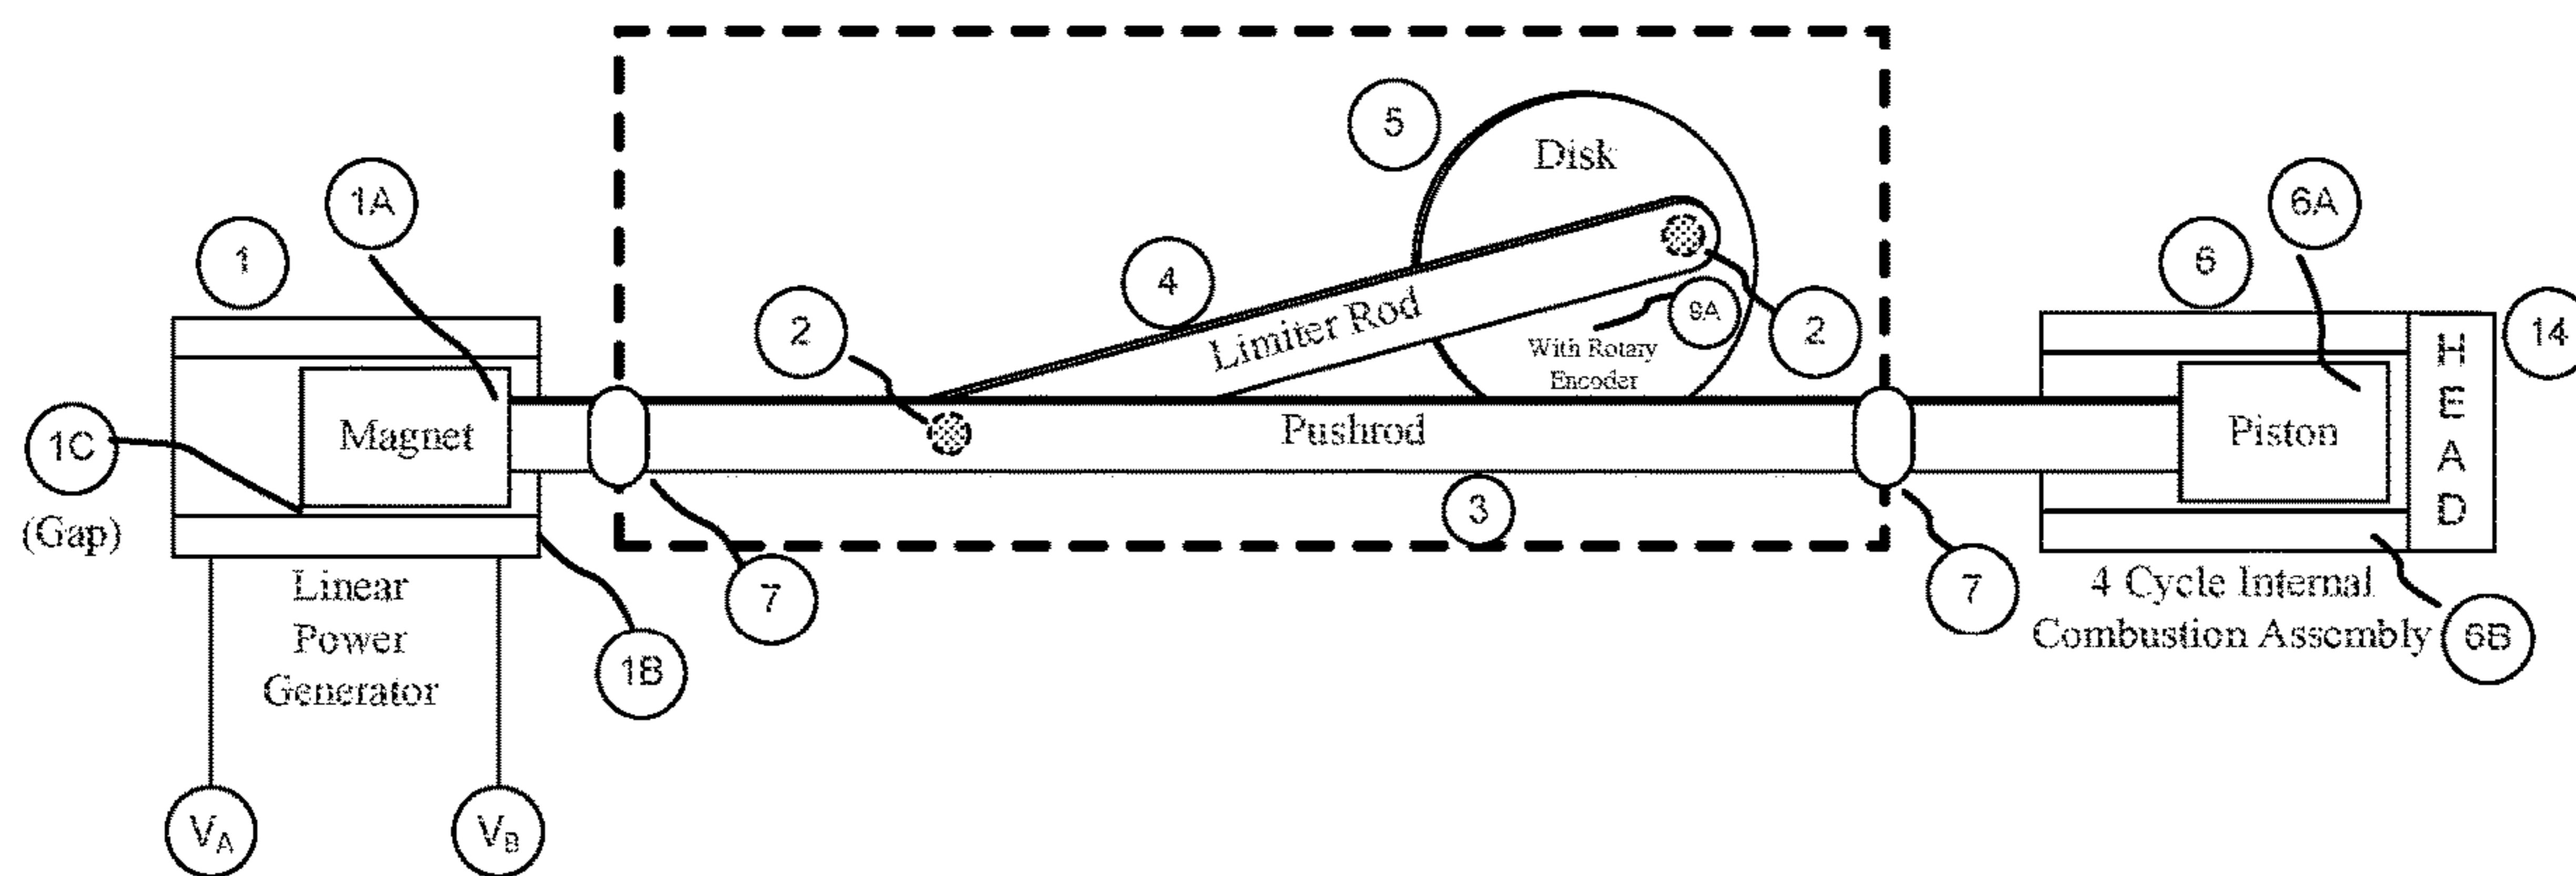 5
Disk
1A
6A
1
6
4
2
9A
2
14
Limiter Rod
With Rotary
Encoder
HEAD
1C
(Gap)
Magnet
Pushrod
Piston
3
7
7
Linear
Power
Generator
1B
4 Cycle Internal
Combustion Assembly
6B
VA
VB